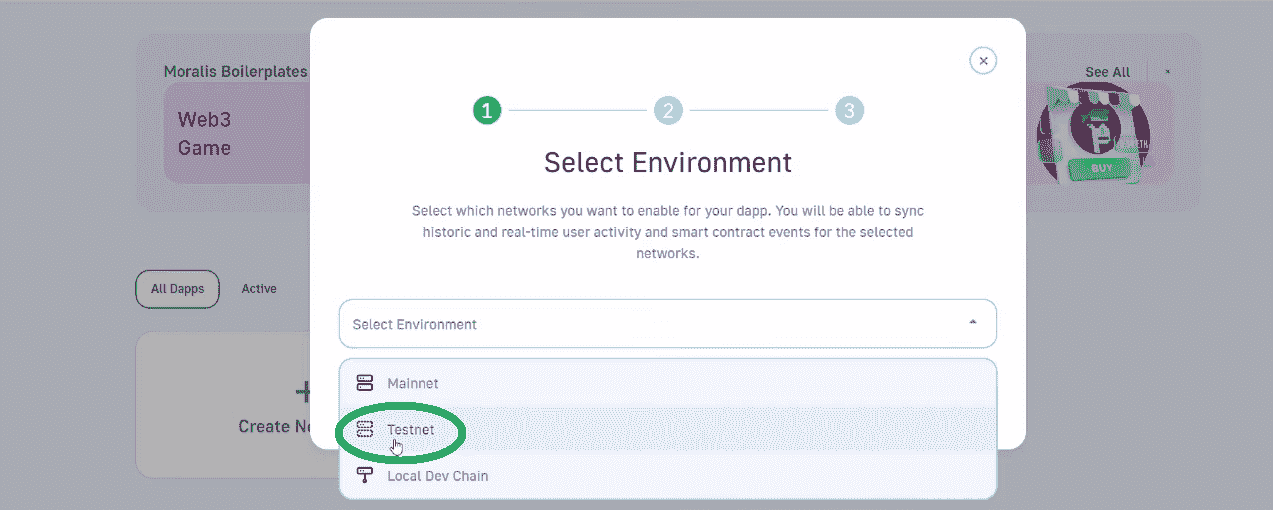 Moralis Boilerplates
See All
×
Web3
Game
BUY
×
1
2
3
Select Environment
Select which networks you want to enable for your dapp. You will be able to sync
historic and real-time user activity and smart contract events for the selected
networks.
All Dapps
Active
Select Environment
Mainnet
Testnet
Local Dev Chain
Create